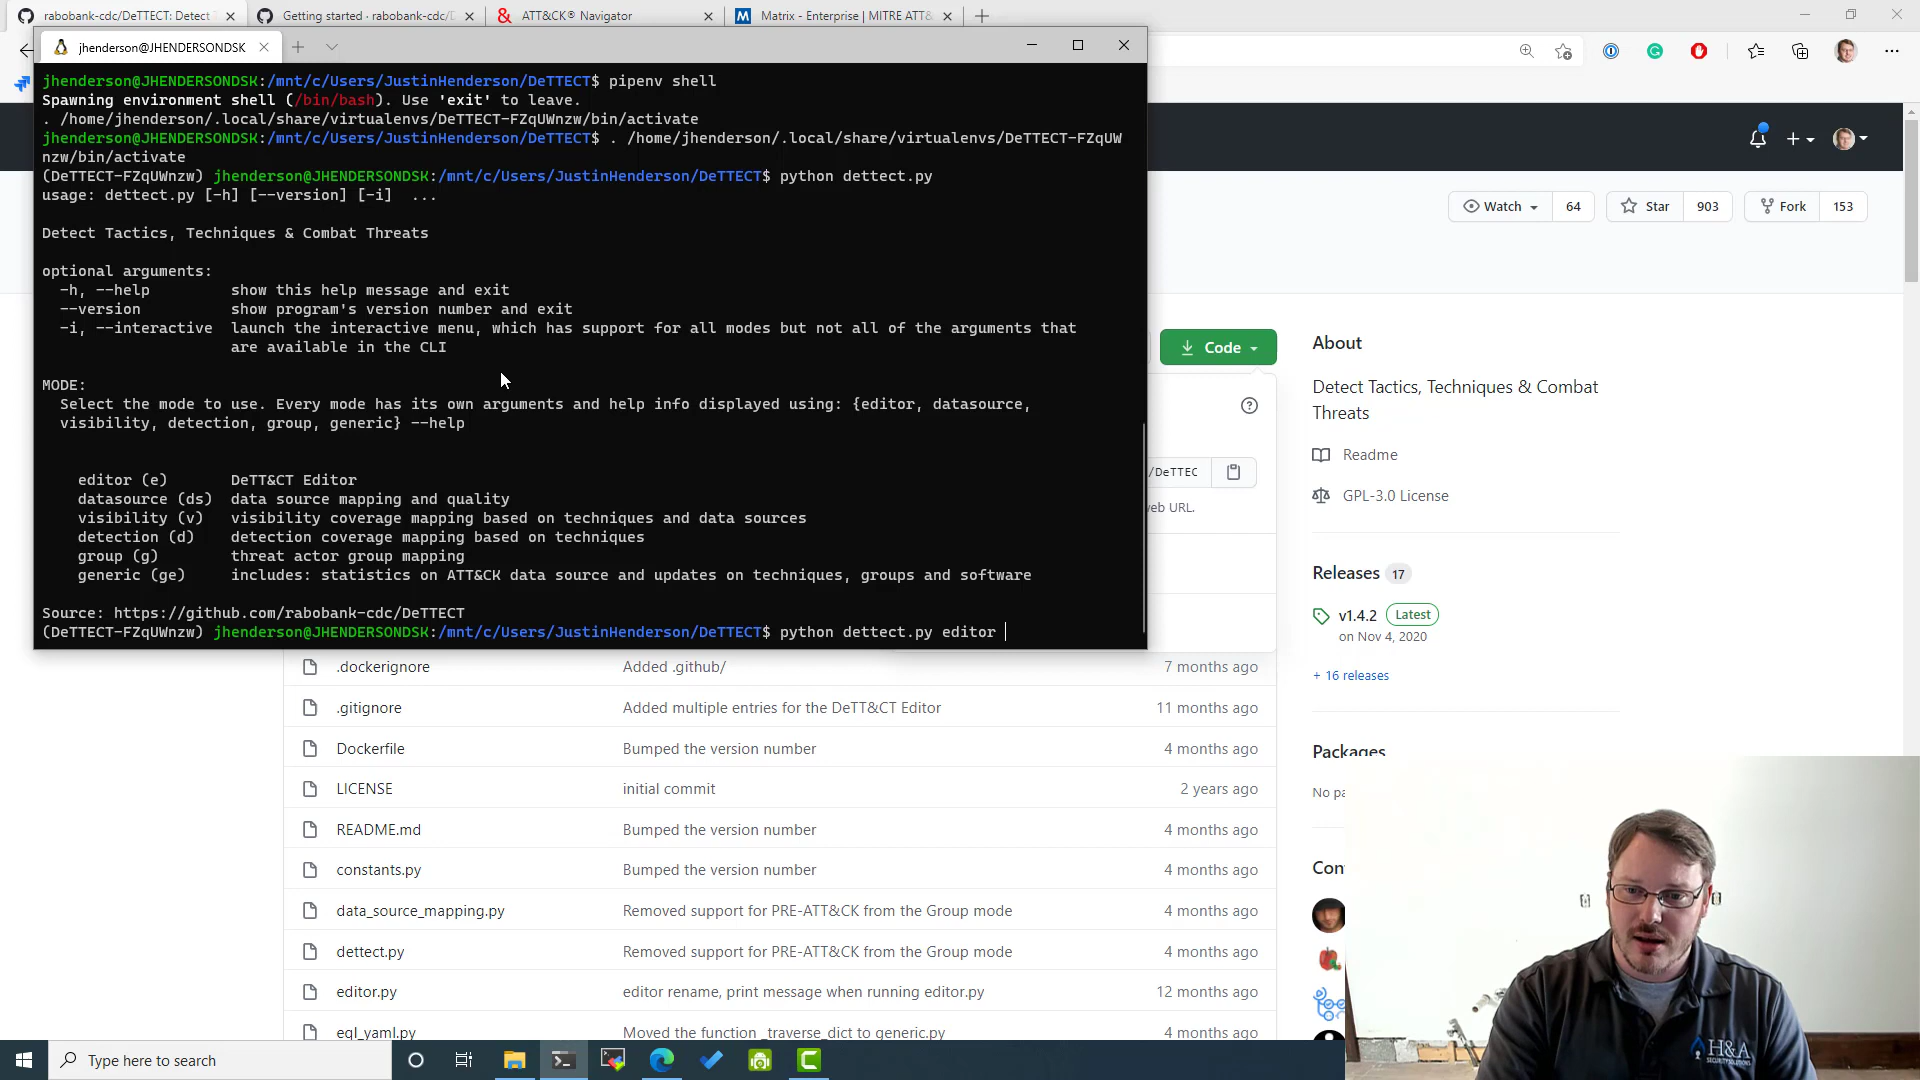 rabobank-cdc/DeTTECT: Detect
Getting started · rabobank-cdc/D
ATT&CK® Navigator
Matrix - Enterprise | MITRE ATT&
jhenderson@JHENDERSONDSK
jhenderson@JHENDERSONDSK:/mnt/c/Users/JustinHenderson/DeTTECT$ pipenv shell
Spawning environment shell (/bin/bash). Use 'exit' to leave.
. /home/jhenderson/.local/share/virtualenvs/DeTTECT-FZqUWnzw/bin/activate
jhenderson@JHENDERSONDSK:/mnt/c/Users/JustinHenderson/DeTTECT$ . /home/jhenderson/.local/share/virtualenvs/DeTTECT-FZqUW
nzw/bin/activate
(DeTTECT-FZqUWnzw) jhenderson@JHENDERSONDSK:/mnt/c/Users/JustinHenderson/DeTTECT$ python dettect.py
usage: dettect.py [-h] [--version] [-i]  ...
Detect Tactics, Techniques & Combat Threats
optional arguments:
-h, --help show this help message and exit
--version show program's version number and exit
-i, --interactive launch the interactive menu, which has support for all modes but not all of the arguments that
are available in the CLI
MODE:
Select the mode to use. Every mode has its own arguments and help info displayed using: {editor, datasource,
visibility, detection, group, generic} --help
editor (e) DeTT&CT Editor
datasource (ds) data source mapping and quality
visibility (v) visibility coverage mapping based on techniques and data sources
detection (d) detection coverage mapping based on techniques
group (g) threat actor group mapping
generic (ge) includes: statistics on ATT&CK data source and updates on techniques, groups and software
Source: https://github.com/rabobank-cdc/DeTTECT
(DeTTECT-FZqUWnzw) jhenderson@JHENDERSONDSK:/mnt/c/Users/JustinHenderson/DeTTECT$ python dettect.py editor
Watch 64
Star 903
Fork 153
Code
/DeTTEC
web URL.
About
Detect Tactics, Techniques & Combat
Threats
Readme
GPL-3.0 License
Releases 17
v1.4.2 Latest
on Nov 4, 2020
+ 16 releases
Packages
No pa
Con
.dockerignore Added .github/ 7 months ago
.gitignore Added multiple entries for the DeTT&CT Editor 11 months ago
Dockerfile Bumped the version number 4 months ago
LICENSE initial commit 2 years ago
README.md Bumped the version number 4 months ago
constants.py Bumped the version number 4 months ago
data_source_mapping.py Removed support for PRE-ATT&CK from the Group mode 4 months ago
dettect.py Removed support for PRE-ATT&CK from the Group mode 4 months ago
editor.py editor rename, print message when running editor.py 12 months ago
eql_yaml.py Moved the function _traverse_dict to generic.py 4 months ago
Type here to search
H&A
SECURITY SOLUTIONS